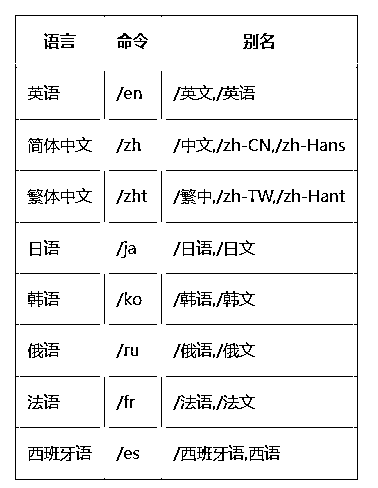 语言 命令 别名
英语 /en /英文,/英语
简体中文 /zh /中文,/zh-CN,/zh-Hans
繁体中文 /zht /繁中,/zh-TW,/zh-Hant
日语 /ja /日语,/日文
韩语 /ko /韩语,/韩文
俄语 /ru /俄语,/俄文
法语 /fr /法语,/法文
西班牙语 /es /西班牙语,西语